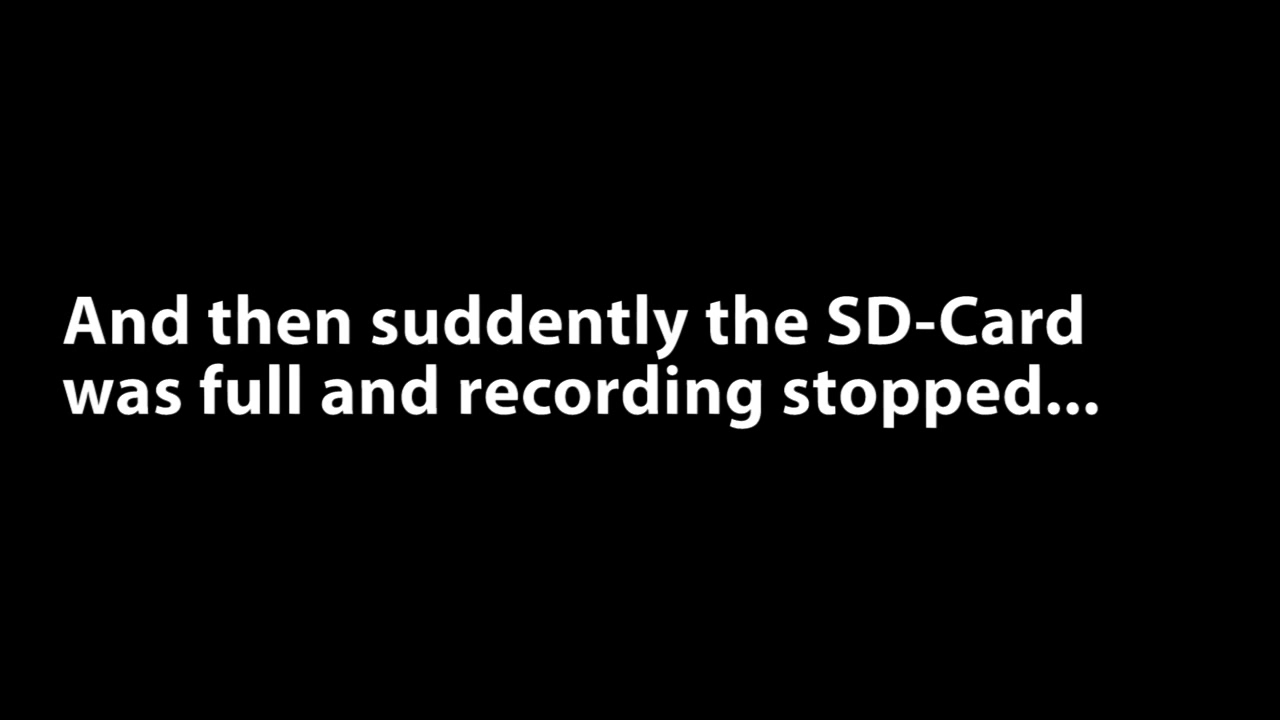 And then suddently the SD-Card
was full and recording stopped...